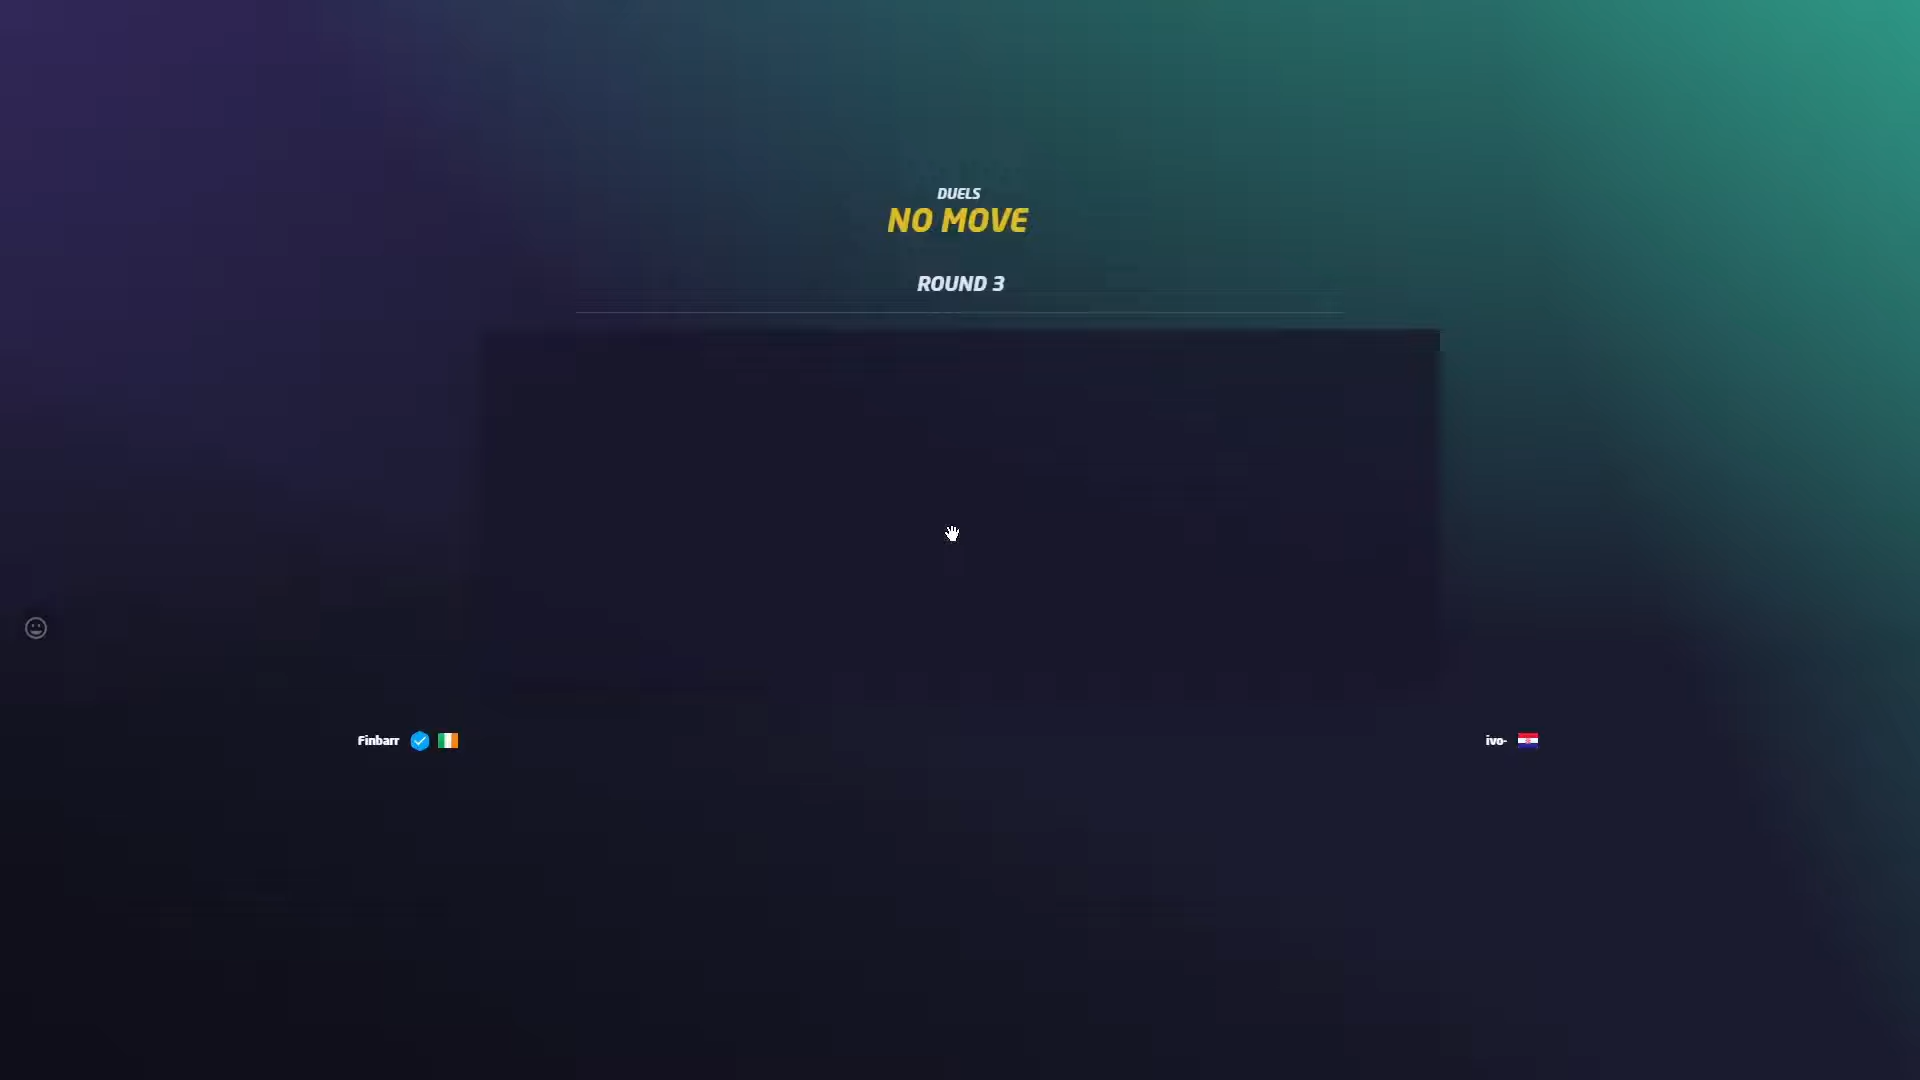 DUELS
NO MOVE
ROUND 3
Finbarr
ivo-